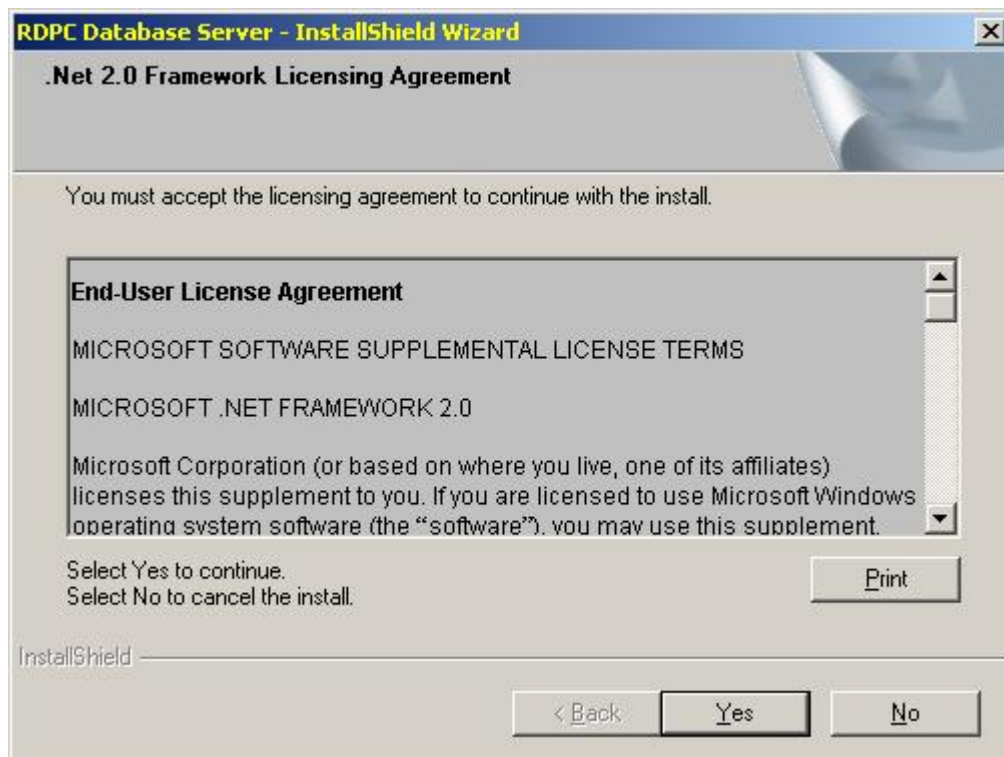 RDPC Database Server - InstallShield Wizard
.Net 2.0 Framework Licensing Agreement
You must accept the licensing agreement to continue with the install.
End-User License Agreement
MICROSOFT SOFTWARE SUPPLEMENTAL LICENSE TERMS
MICROSOFT .NET FRAMEWORK 2.0
Microsoft Corporation (or based on where you live, one of its affiliates)
licenses this supplement to you. If you are licensed to use Microsoft Windows
operating system software (the “software”), you may use this supplement.
Select Yes to continue.
Select No to cancel the install.
Print
InstallShield
< Back
Yes
No